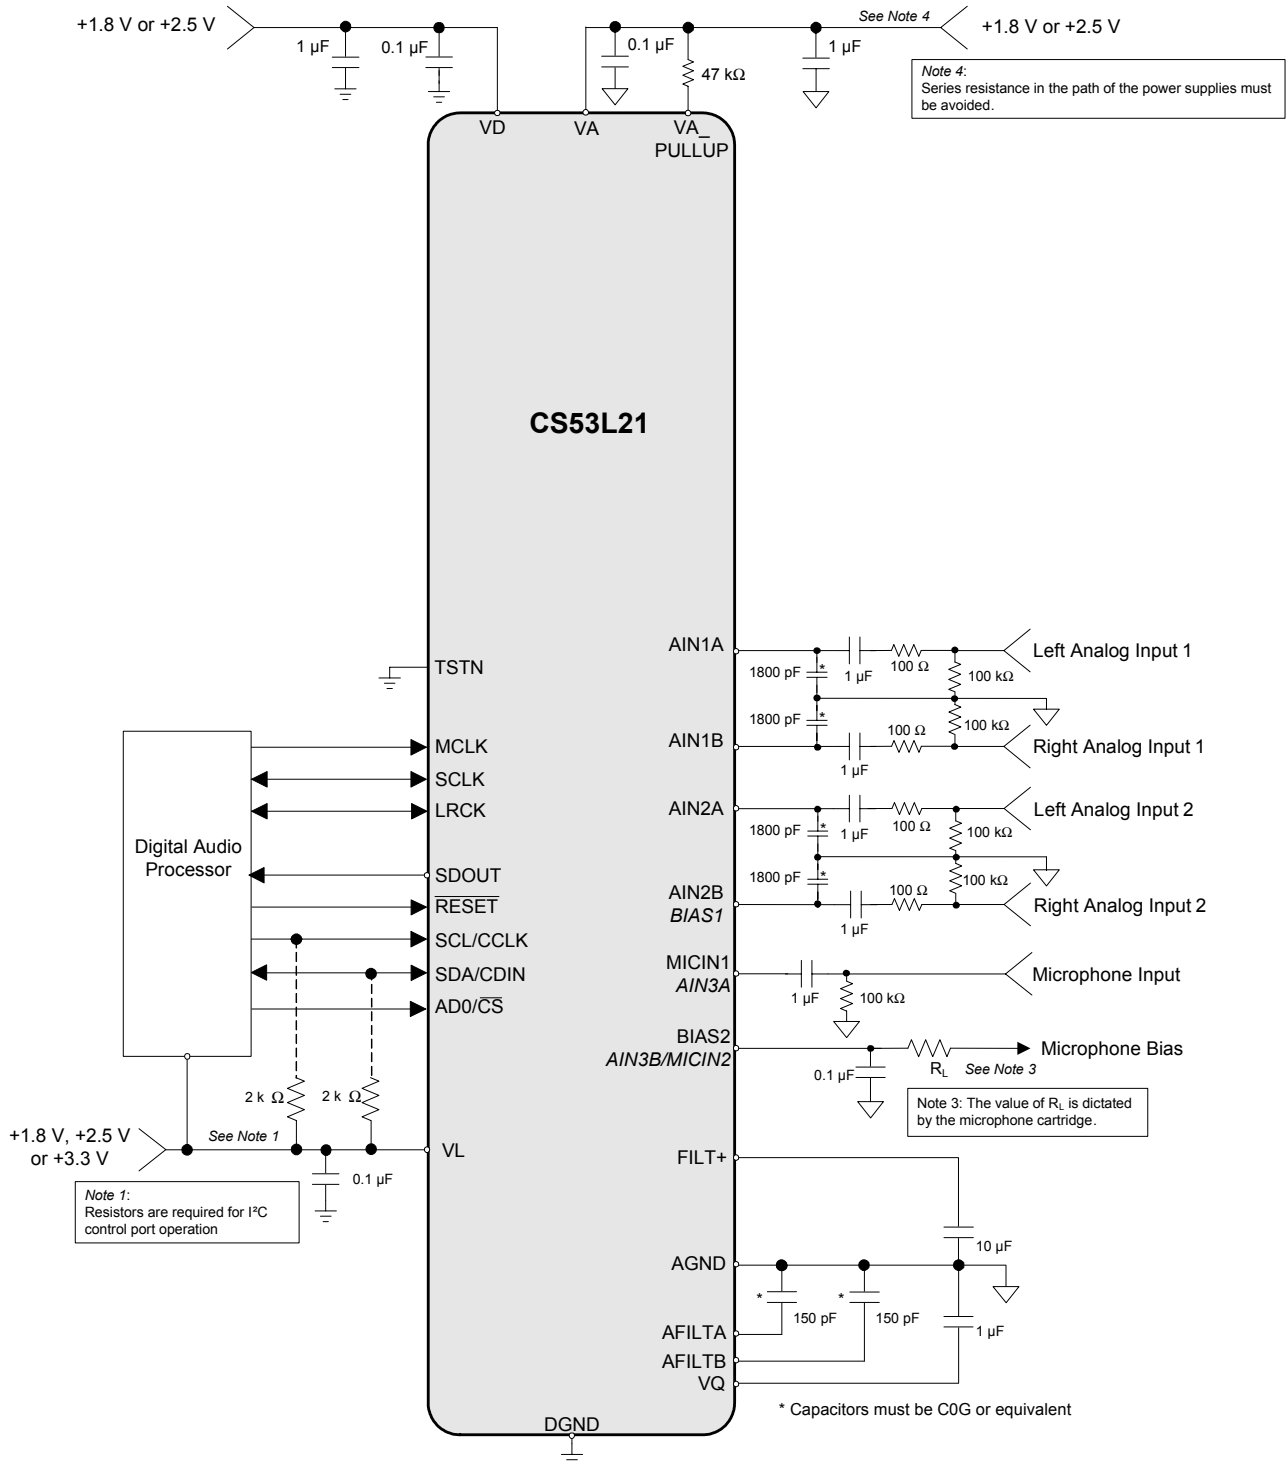 +1.8 V or +2.5 V
1 µF
0.1 µF
0.1 µF
47 kΩ
1 µF
See Note 4
+1.8 V or +2.5 V
Note 4:
Series resistance in the path of the power supplies must
be avoided.
VD
VA
VA_
PULLUP
CS53L21
TSTN
Digital Audio
Processor
MCLK
SCLK
LRCK
SDOUT
RESET
SCL/CCLK
SDA/CDIN
AD0/CS
2 k Ω
2 k Ω
+1.8 V, +2.5 V
or +3.3 V
See Note 1
VL
0.1 µF
Note 1:
Resistors are required for I²C
control port operation
AIN1A
1800 pF
*
1 µF
100 Ω
100 kΩ
Left Analog Input 1
AIN1B
1800 pF
*
1 µF
100 Ω
100 kΩ
Right Analog Input 1
AIN2A
1800 pF
*
1 µF
100 Ω
100 kΩ
Left Analog Input 2
AIN2B
BIAS1
1800 pF
*
1 µF
100 Ω
100 kΩ
Right Analog Input 2
MICIN1
AIN3A
1 µF
100 kΩ
Microphone Input
BIAS2
AIN3B/MICIN2
0.1 µF
RL
See Note 3
Microphone Bias
Note 3: The value of RL is dictated
by the microphone cartridge.
FILT+
10 µF
AGND
*
150 pF
*
150 pF
1 µF
AFILTA
AFILTB
VQ
* Capacitors must be C0G or equivalent
DGND